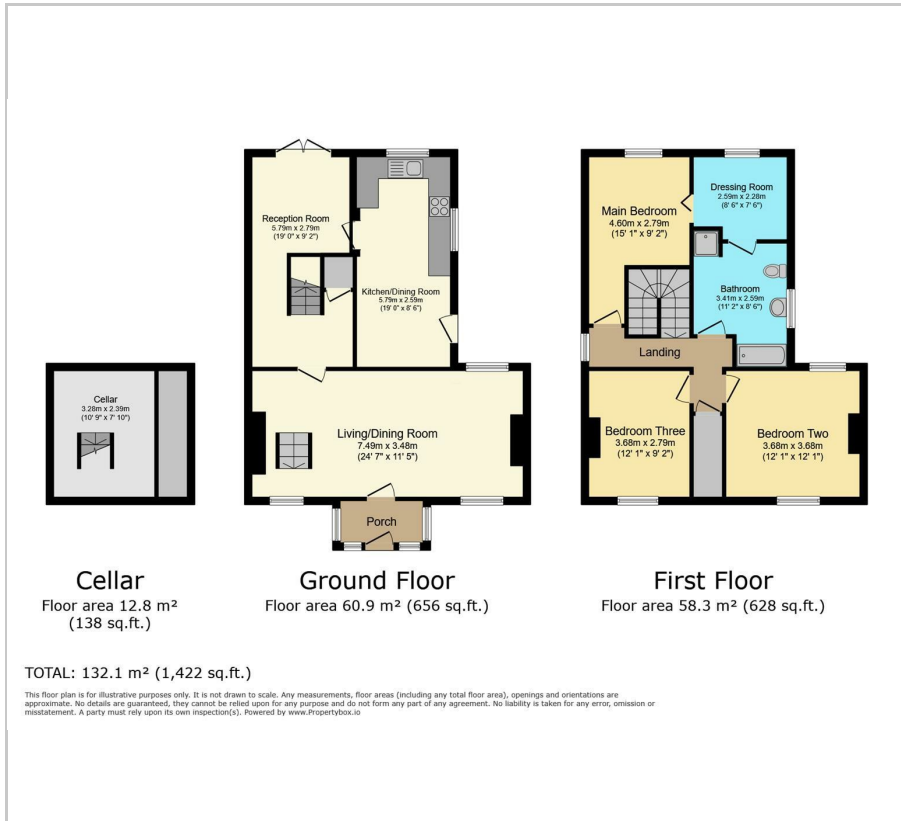 Reception Room
5.79m x 2.79m
(19' 0" x 9' 2")
Kitchen/Dining Room
5.79m x 2.59m
(19' 0" x 8' 6")
Main Bedroom
4.60m x 2.79m
(15' 1" x 9' 2")
Dressing Room
2.59m x 2.28m
(8' 6" x 7' 6")
Bathroom
3.41m x 2.59m
(11' 2" x 8' 6")
Landing
Cellar
3.28m x 2.39m
(10' 9" x 7' 10")
Living/Dining Room
7.49m x 3.48m
(24' 7" x 11' 5")
Bedroom Three
3.68m x 2.79m
(12' 1" x 9' 2")
Bedroom Two
3.68m x 3.68m
(12' 1" x 12' 1")
Porch
Cellar
Floor area 12.8 m²
(138 sq.ft.)
Ground Floor
Floor area 60.9 m² (656 sq.ft.)
First Floor
Floor area 58.3 m² (628 sq.ft.)
TOTAL: 132.1 m² (1,422 sq.ft.)
This floor plan is for illustrative purposes only. It is not drawn to scale. Any measurements, floor areas (including any total floor area), openings and orientations are
approximate. No details are guaranteed, they cannot be relied upon for any purpose and do not form any part of any agreement. No liability is taken for any error, omission or
misstatement. A party must rely upon its own inspection(s). Powered by www.Propertybox.io